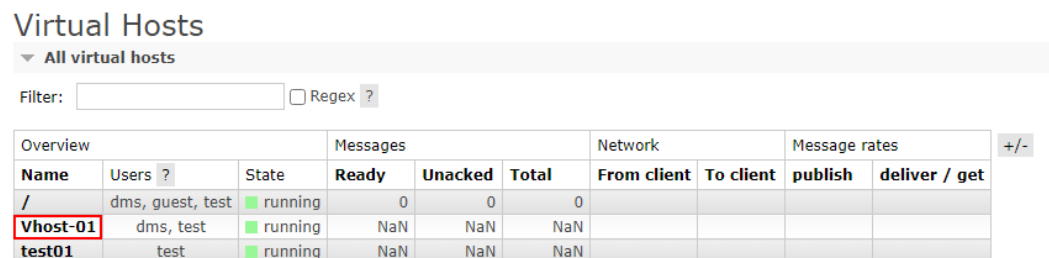 Virtual Hosts
All virtual hosts
Filter: Regex ?
Overview Messages Network Message rates +/-
Name Users ? State Ready Unacked Total From client To client publish deliver / get
/ dms, guest, test running 0 0 0
Vhost-01 dms, test running NaN NaN NaN
test01 test running NaN NaN NaN